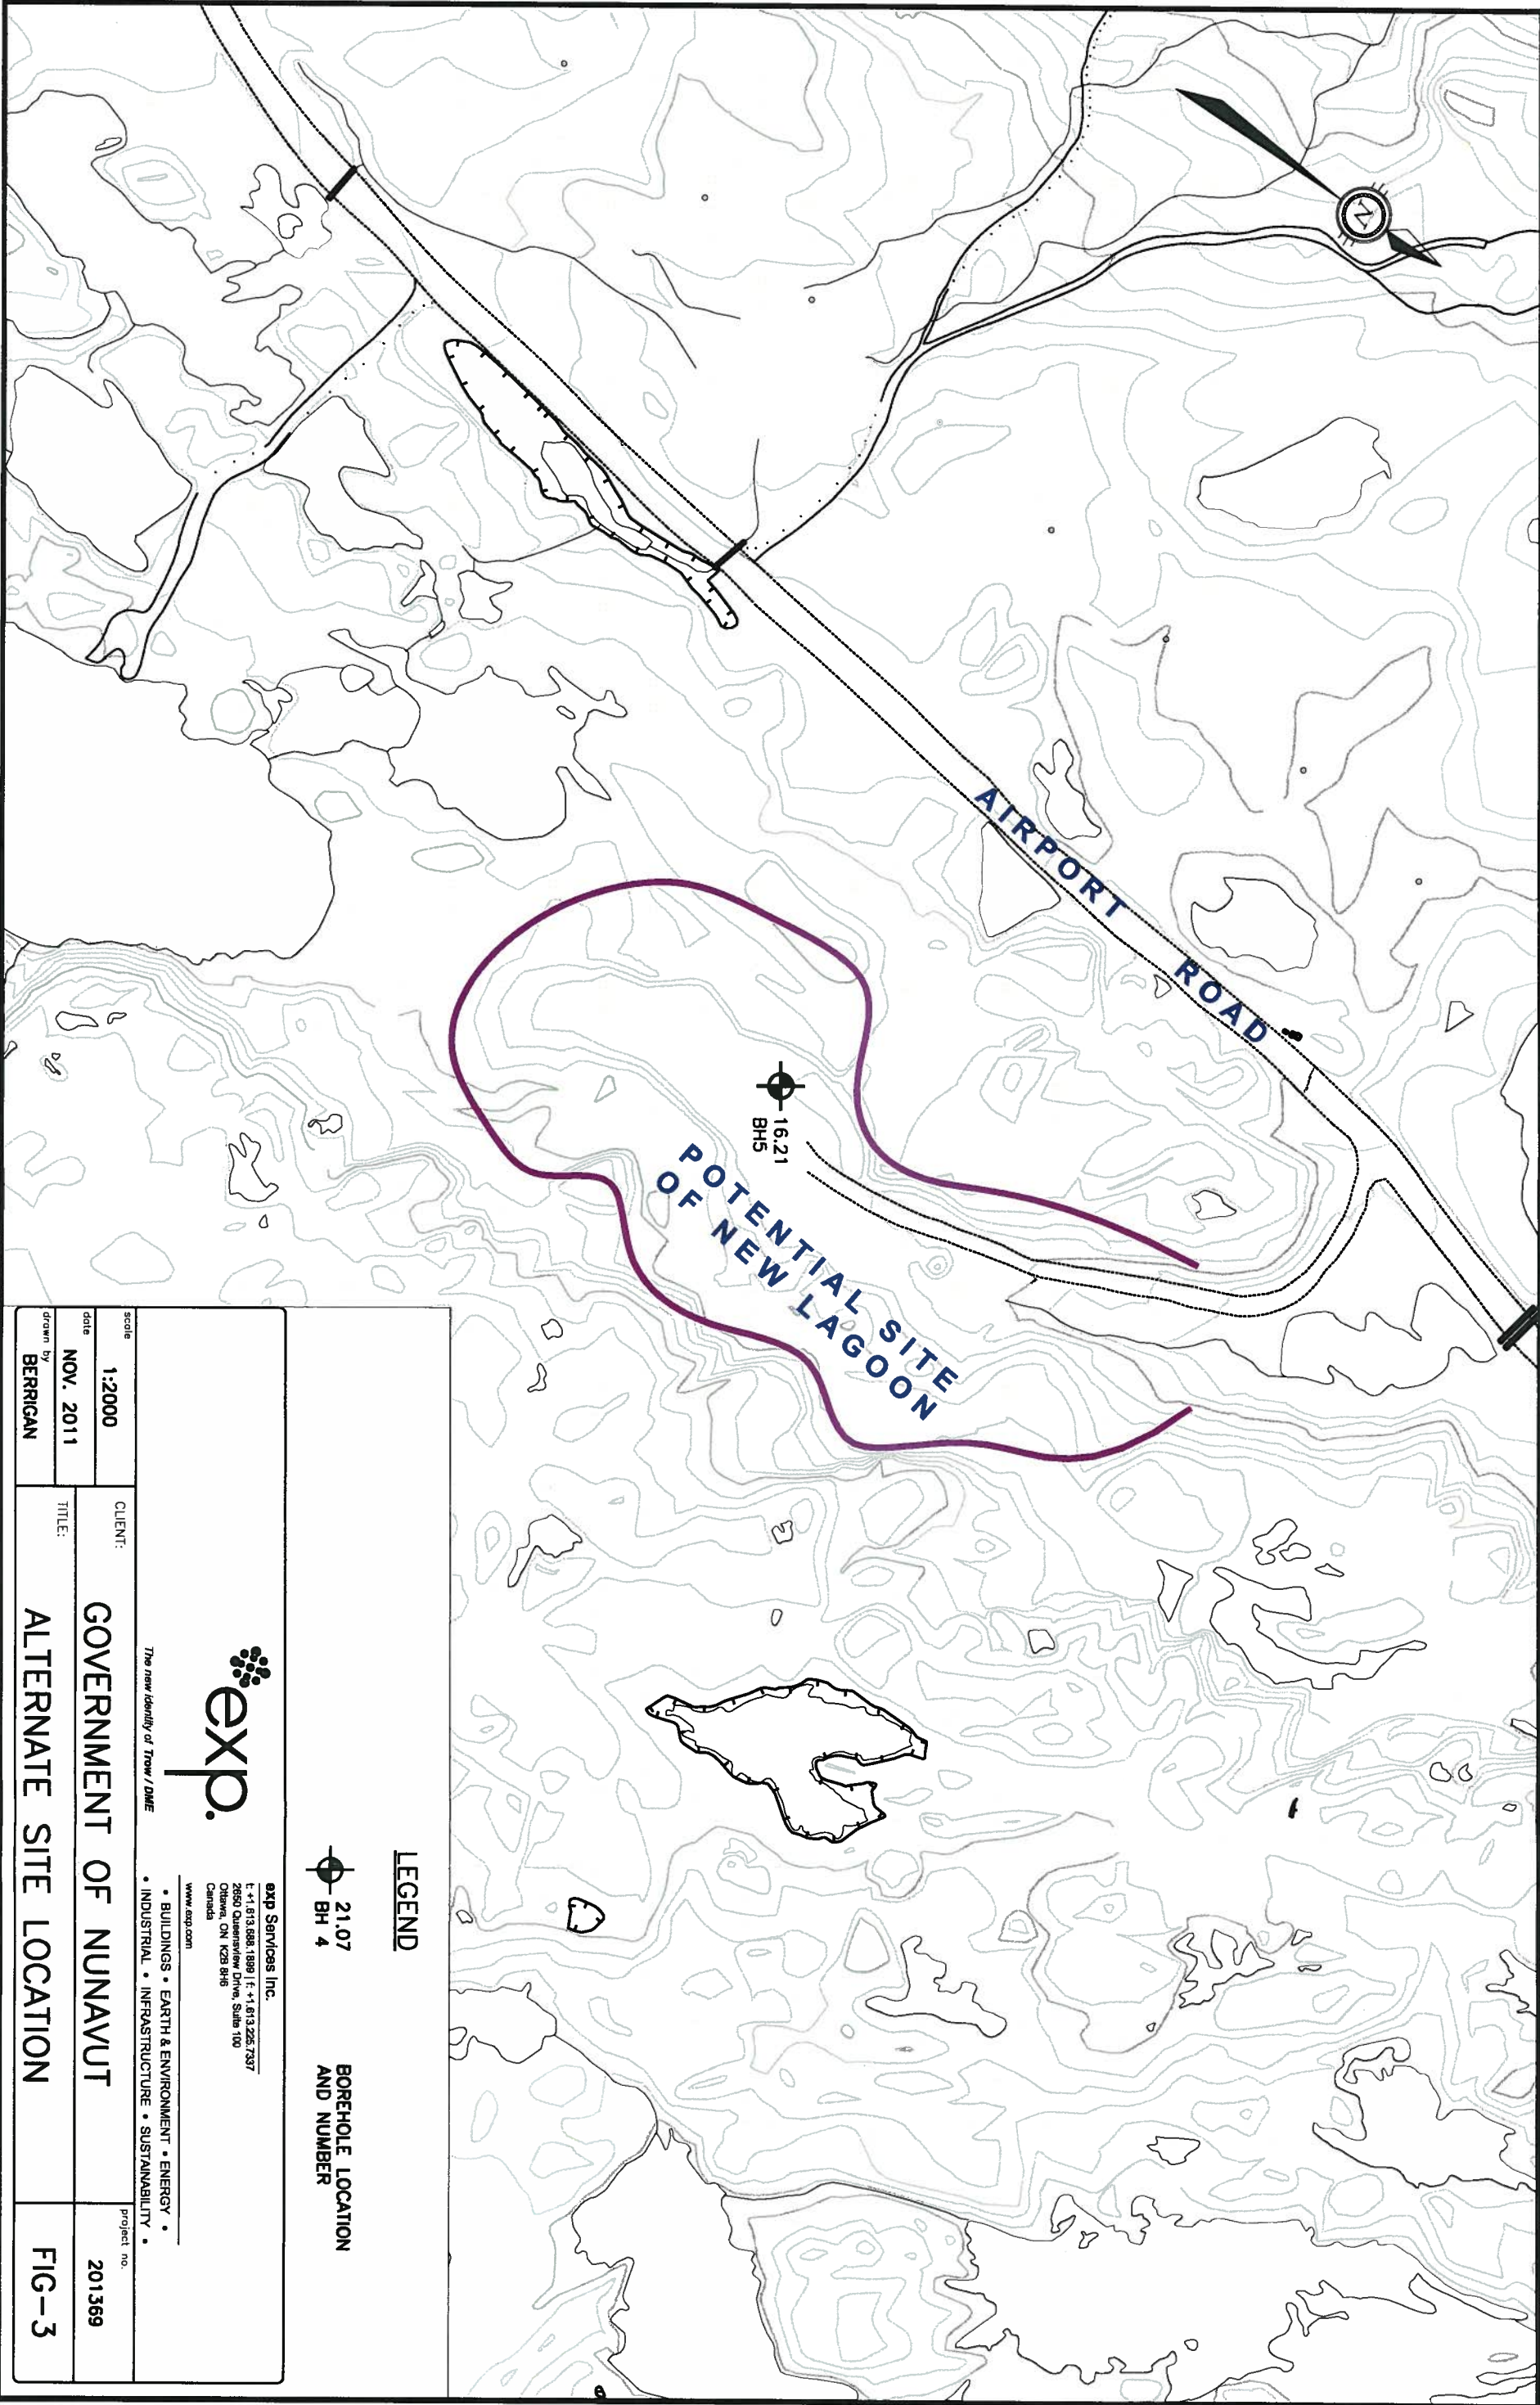 N
AIRPORT ROAD
16.21
BH5
POTENTIAL SITE
OF NEW LAGOON
LEGEND
21.07
BH 4
BOREHOLE LOCATION
AND NUMBER
exp.
The new identity of Trow / DME
exp Services Inc.
t: +1.613.688.1899 | f: +1.613.225.7337
2650 Queensview Drive, Suite 100
Ottawa, ON K2B 8H6
Canada
www.exp.com
• BUILDINGS • EARTH & ENVIRONMENT • ENERGY •
• INDUSTRIAL • INFRASTRUCTURE • SUSTAINABILITY •
scale
1:2000
date
NOV. 2011
drawn by
BERRIGAN
CLIENT:
GOVERNMENT OF NUNAVUT
TITLE:
ALTERNATE SITE LOCATION
project no.
201369
FIG-3